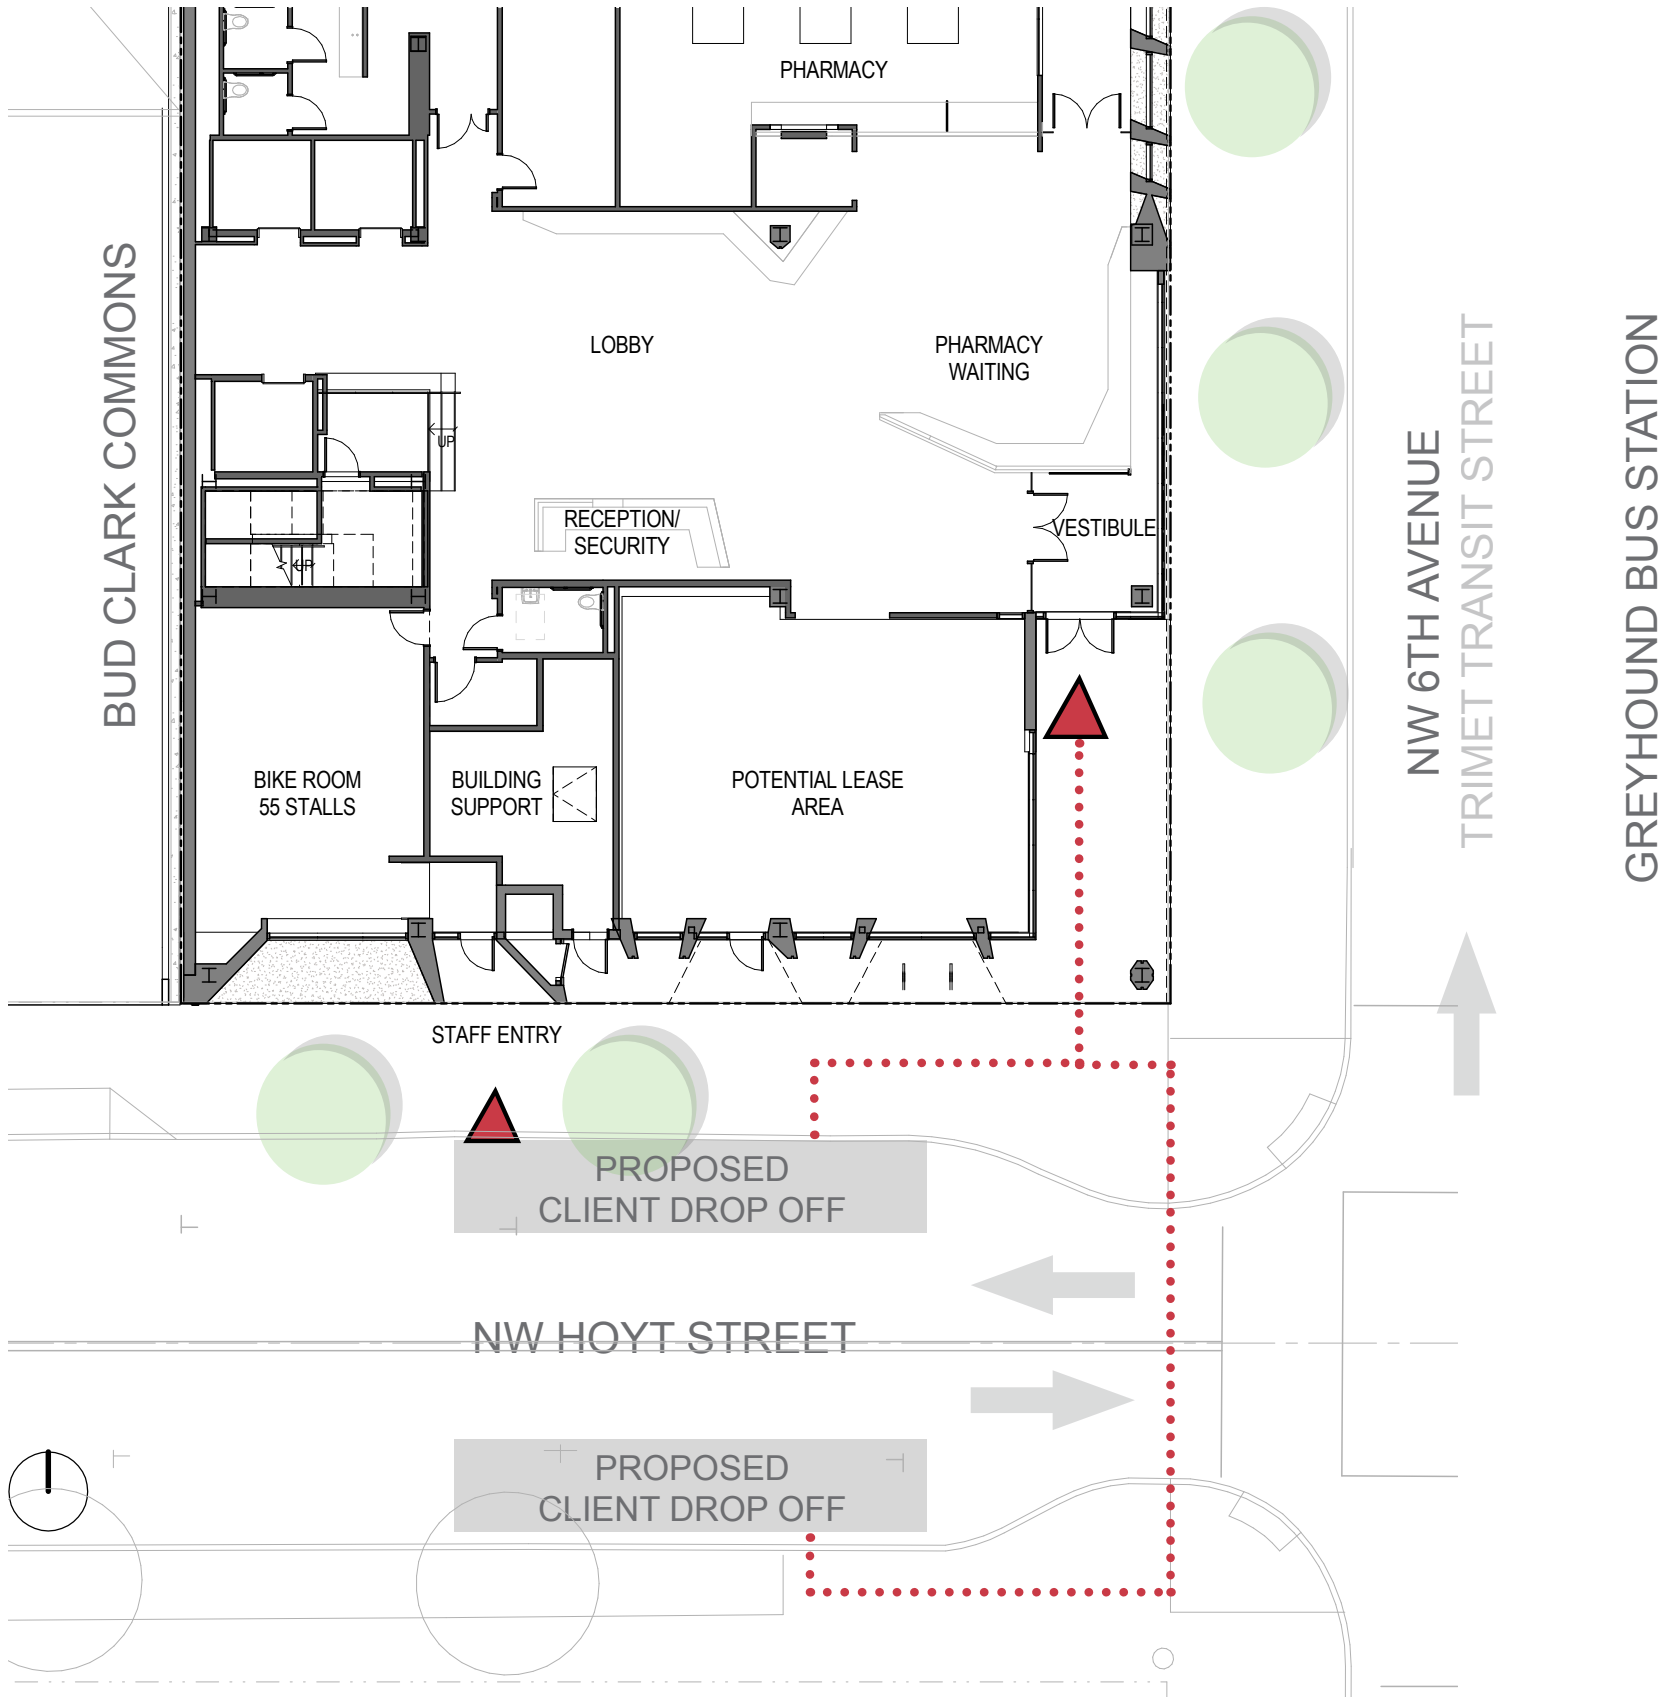 PHARMACY
LOBBY
PHARMACY
WAITING
UP
RECEPTION/
SECURITY
VESTIBULE
UP
BIKE ROOM
55 STALLS
BUILDING
SUPPORT
POTENTIAL LEASE
AREA
STAFF ENTRY
PROPOSED
CLIENT DROP OFF
NW HOYT STREET
PROPOSED
CLIENT DROP OFF
BUD CLARK COMMONS
NW 6TH AVENUE
TRIMET TRANSIT STREET
GREYHOUND BUS STATION